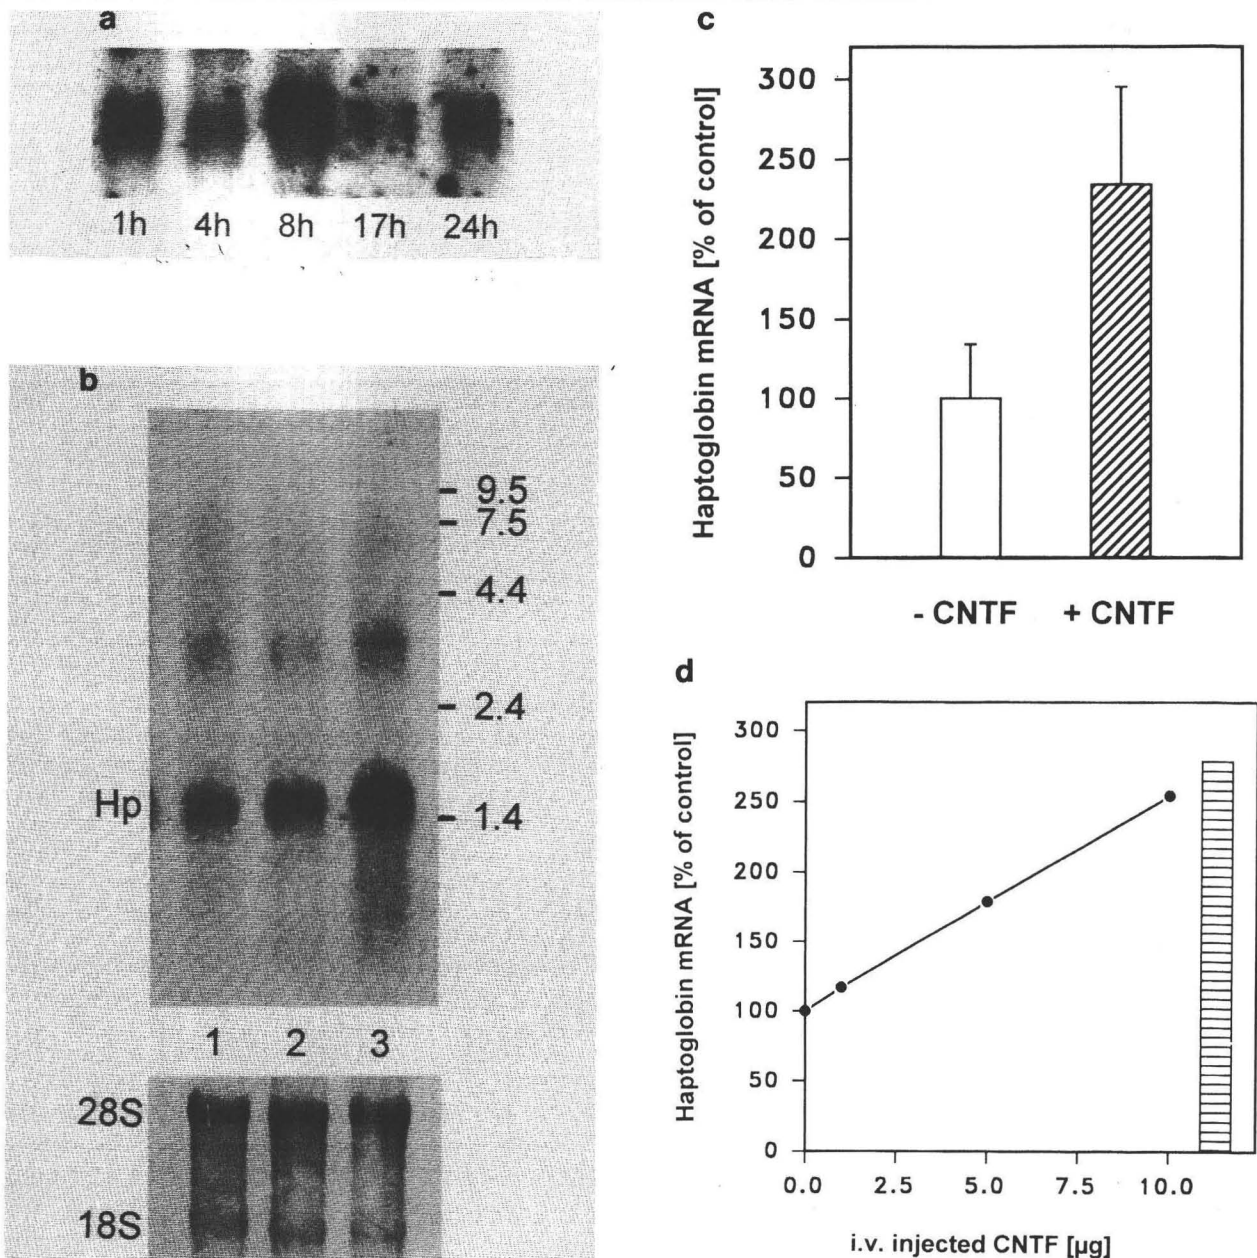 a
1h 4h 8h 17h 24h
b
9.5
7.5
4.4
2.4
Hp
1.4
1 2 3
28S
18S
c
Haptoglobin mRNA [% of control]
300
250
200
150
100
50
0
- CNTF + CNTF
d
Haptoglobin mRNA [% of control]
300
250
200
150
100
50
0
0.0 2.5 5.0 7.5 10.0
i.v. injected CNTF [µg]